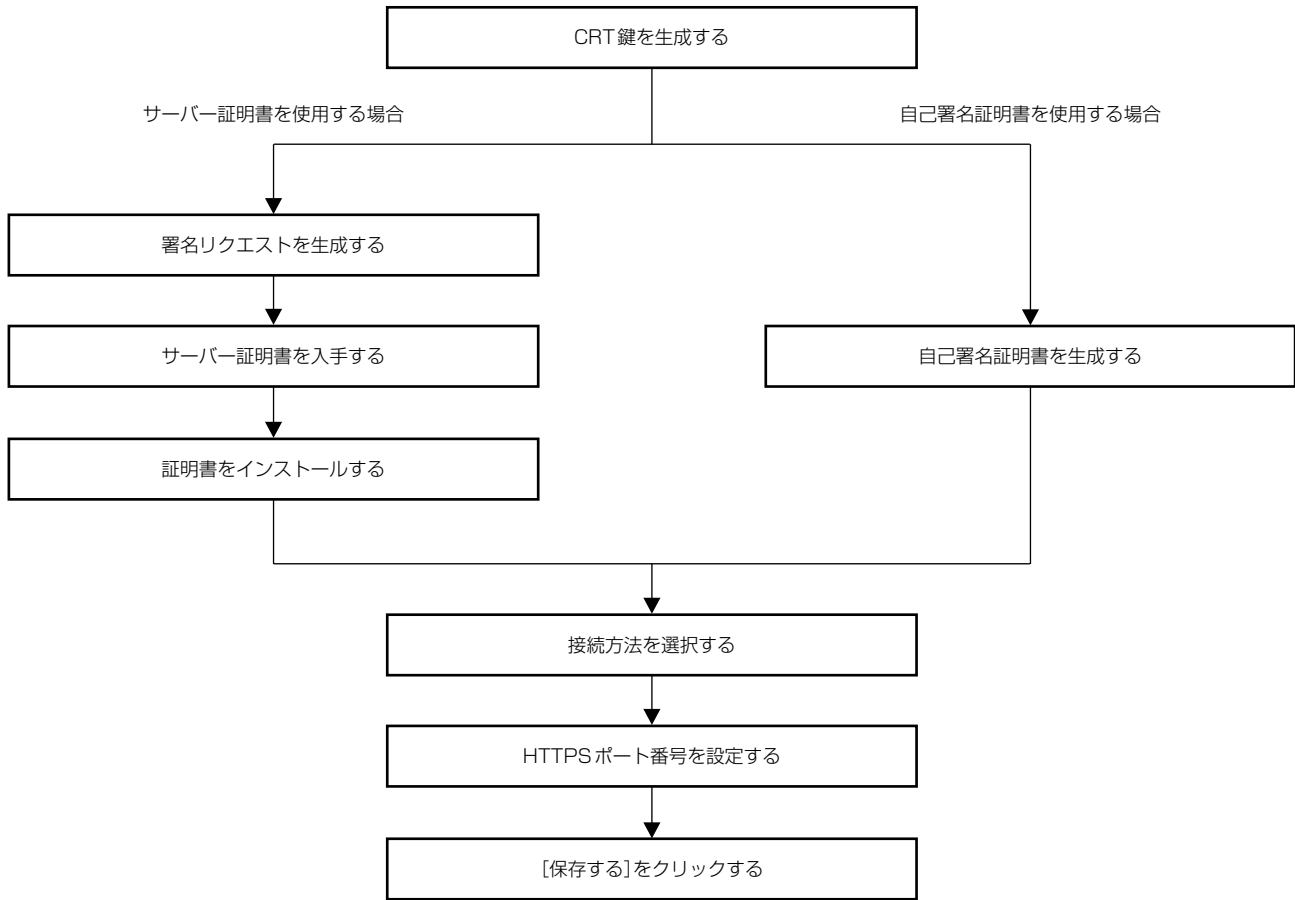 CRT鍵を生成する
サーバー証明書を使用する場合
自己署名証明書を使用する場合
署名リクエストを生成する
サーバー証明書を入手する
自己署名証明書を生成する
証明書をインストールする
接続方法を選択する
HTTPSポート番号を設定する
[保存する]をクリックする